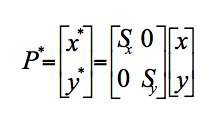 P* = [x* y*] = [Sx 0 0 Sy] [x y]